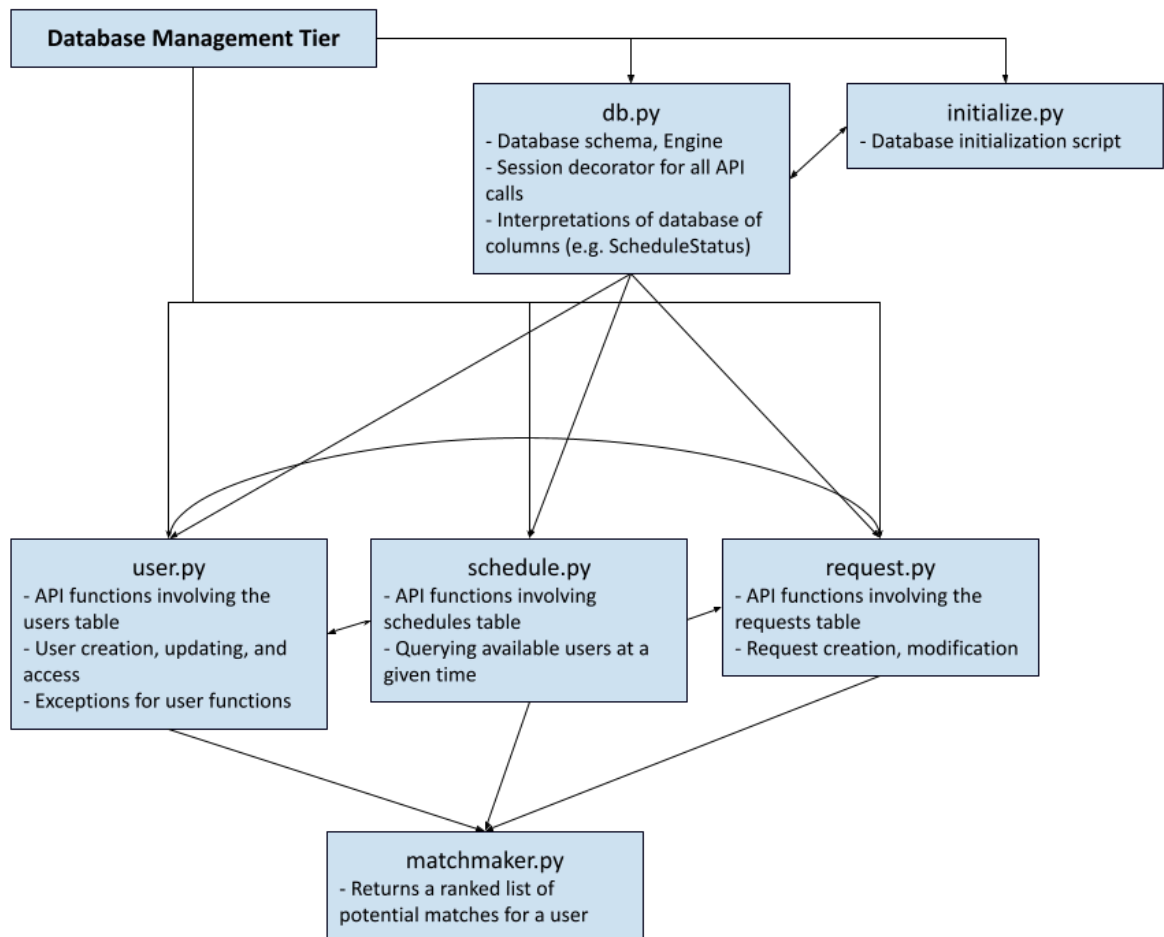 Database Management Tier
db.py
- Database schema, Engine
- Session decorator for all API
calls
- Interpretations of database of
columns (e.g. ScheduleStatus)
initialize.py
- Database initialization script
user.py
- API functions involving the
users table
- User creation, updating, and
access
- Exceptions for user functions
schedule.py
- API functions involving
schedules table
- Querying available users at a
given time
request.py
- API functions involving the
requests table
- Request creation, modification
matchmaker.py
- Returns a ranked list of
potential matches for a user